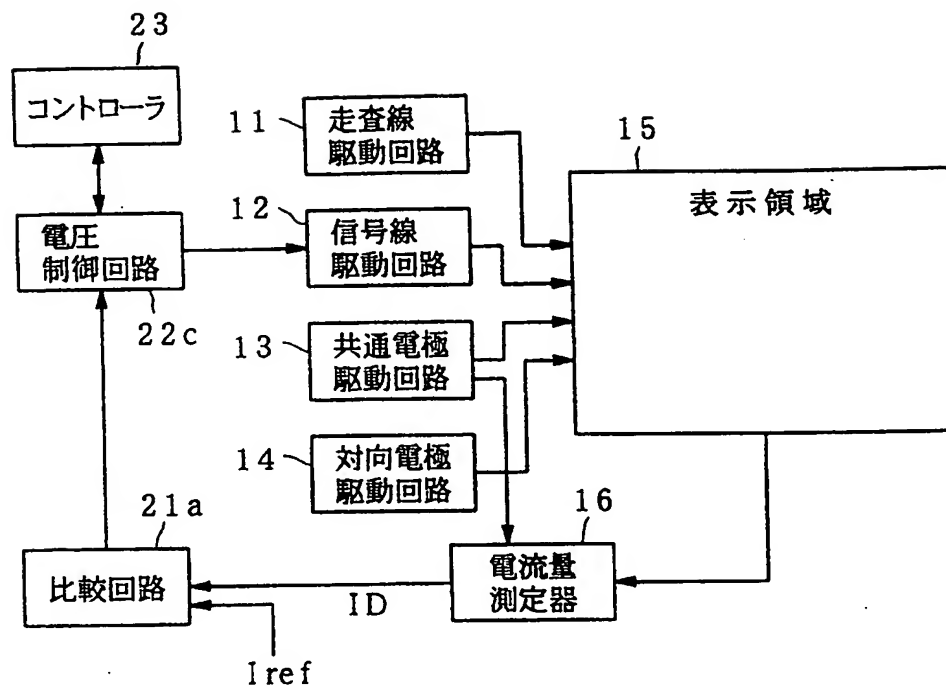 23
コントローラ
11
走査線
駆動回路
15
表示領域
電圧
制御回路
22c
12
信号線
駆動回路
13
共通電極
駆動回路
14
対向電極
駆動回路
21a
比較回路
16
電流量
測定器
ID
Iref